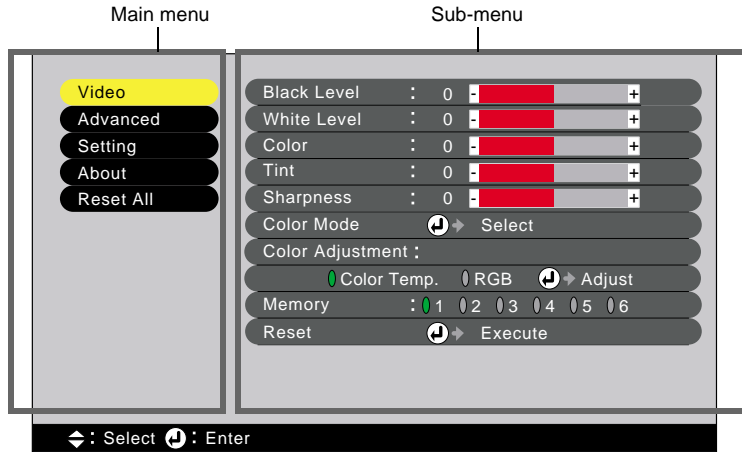 Main menu Sub-menu
Video
Advanced
Setting
About
Reset All
Black Level : 0 - +
White Level : 0 - +
Color : 0 - +
Tint : 0 - +
Sharpness : 0 - +
Color Mode Select
Color Adjustment :
Color Temp. RGB Adjust
Memory : 1 2 3 4 5 6
Reset Execute
: Select : Enter